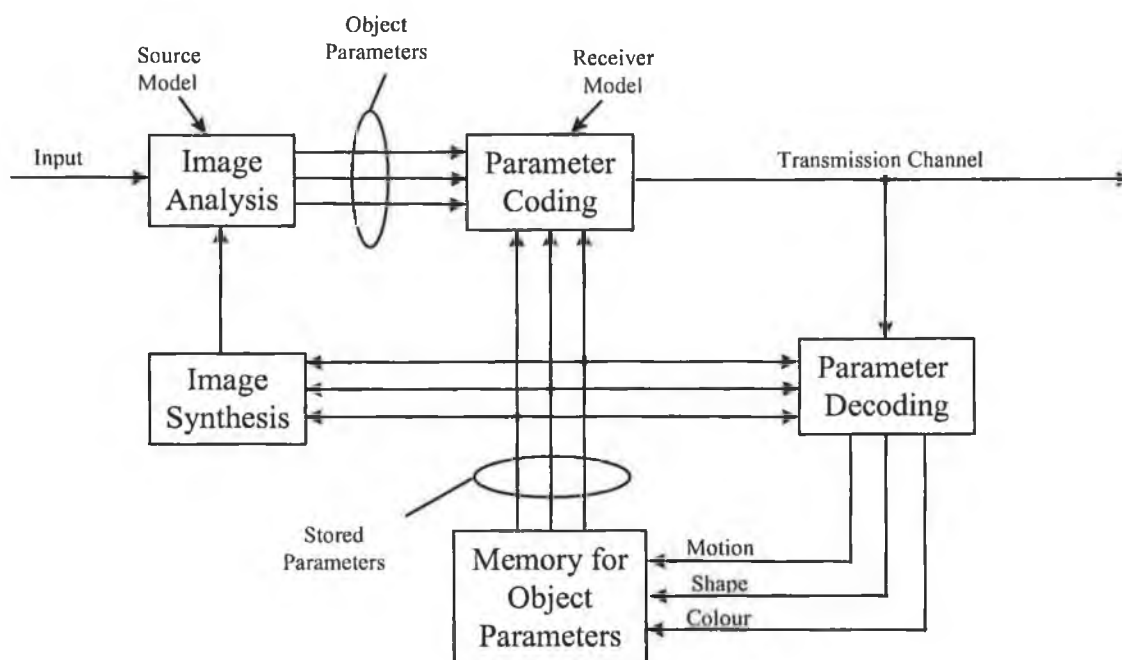 Object
Parameters
Source
Model
Receiver
Model
Input
Image
Analysis
Parameter
Coding
Transmission Channel
Image
Synthesis
Parameter
Decoding
Stored
Parameters
Memory for
Object
Parameters
Motion
Shape
Colour